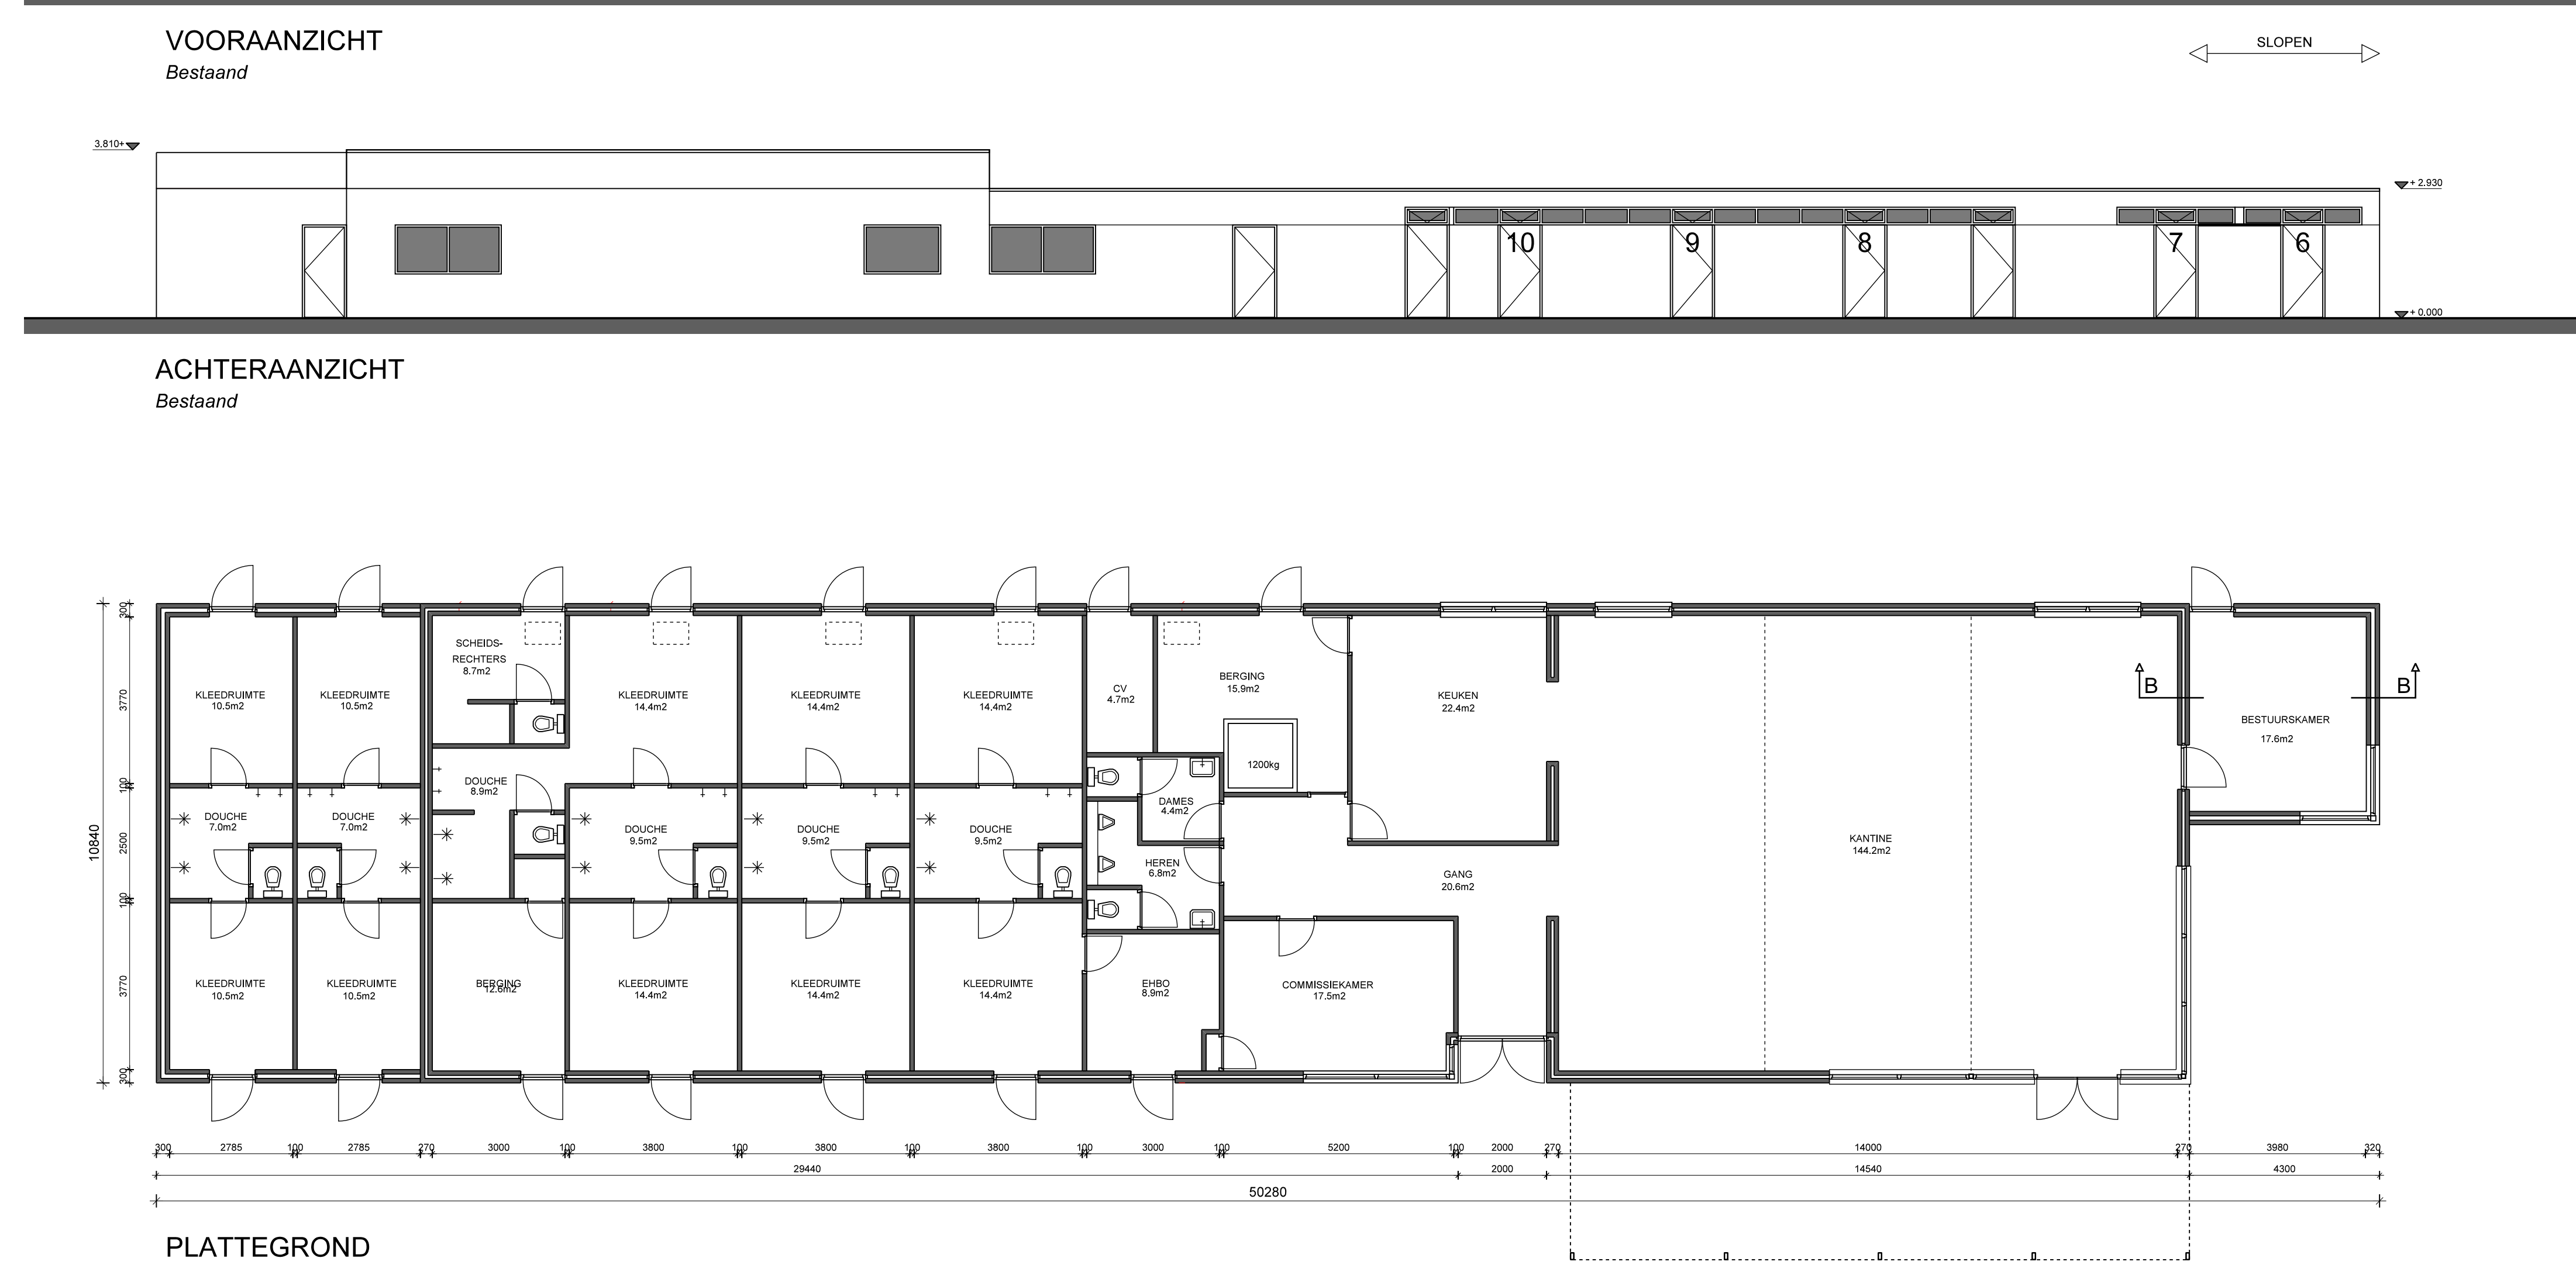 VOORAANZICHT
Bestaand
SLOPEN
3.810+
+ 2.930
10
9
8
7
6
+ 0.000
ACHTERAANZICHT
Bestaand
SCHEIDS-
RECHTERS
8.7m2
KLEEDRUIMTE
10.5m2
KLEEDRUIMTE
10.5m2
KLEEDRUIMTE
14.4m2
KLEEDRUIMTE
14.4m2
KLEEDRUIMTE
14.4m2
CV
4.7m2
BERGING
15.9m2
KEUKEN
22.4m2
B
B
BESTUURSKAMER
17.6m2
1200kg
DOUCHE
8.9m2
DAMES
4.4m2
DOUCHE
7.0m2
DOUCHE
7.0m2
DOUCHE
9.5m2
DOUCHE
9.5m2
DOUCHE
9.5m2
KANTINE
144.2m2
HEREN
6.8m2
GANG
20.6m2
KLEEDRUIMTE
10.5m2
KLEEDRUIMTE
10.5m2
BERGING
12.6m2
KLEEDRUIMTE
14.4m2
KLEEDRUIMTE
14.4m2
KLEEDRUIMTE
14.4m2
EHBO
8.9m2
COMMISSIEKAMER
17.5m2
10840
300
3770
100
2500
100
3770
300
300 2785 100 2785 270 3000 100 3800 100 3800 100 3800 100 3000 100 5200 100 2000 270 14000 270 3980 320
29440 2000 14540 4300
50280
PLATTEGROND